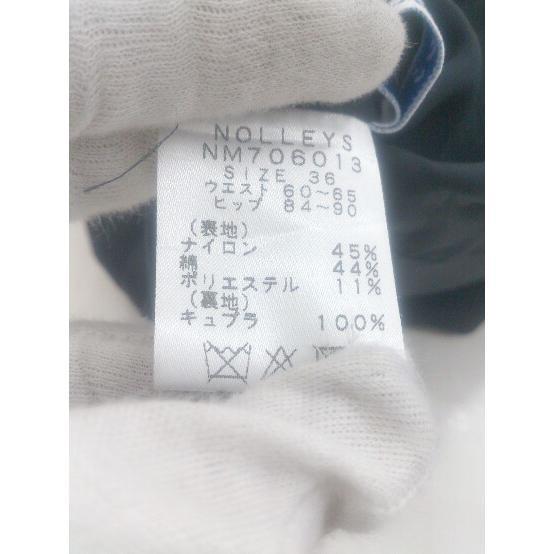 NOLLEYS
NM706013
SIZE 36
ウエスト 60～65
ヒップ 84～90
(表地)
ナイロン 45%
綿 44%
ポリエステル 11%
(裏地)
キュプラ 100%